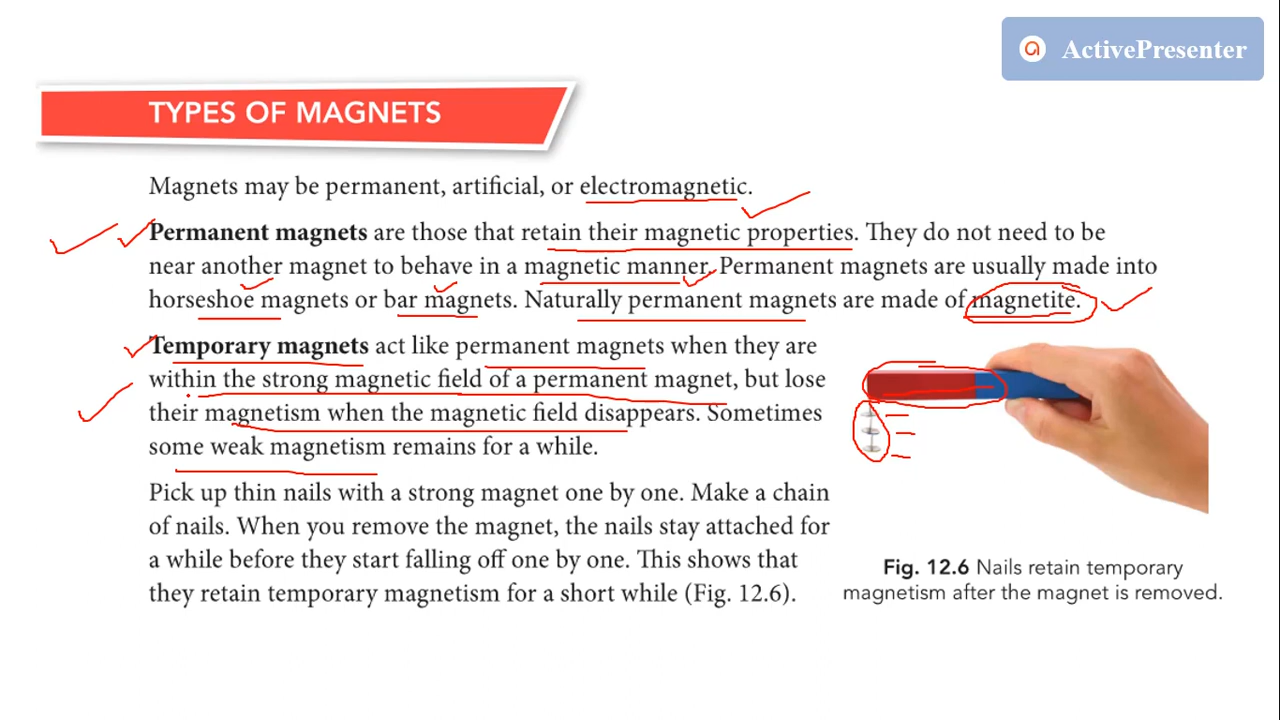 ActivePresenter
TYPES OF MAGNETS
Magnets may be permanent, artificial, or electromagnetic.
Permanent magnets are those that retain their magnetic properties. They do not need to be
near another magnet to behave in a magnetic manner. Permanent magnets are usually made into
horseshoe magnets or bar magnets. Naturally permanent magnets are made of magnetite.
Temporary magnets act like permanent magnets when they are
within the strong magnetic field of a permanent magnet, but lose
their magnetism when the magnetic field disappears. Sometimes
some weak magnetism remains for a while.
Pick up thin nails with a strong magnet one by one. Make a chain
of nails. When you remove the magnet, the nails stay attached for
a while before they start falling off one by one. This shows that
they retain temporary magnetism for a short while (Fig. 12.6).
Fig. 12.6 Nails retain temporary
magnetism after the magnet is removed.